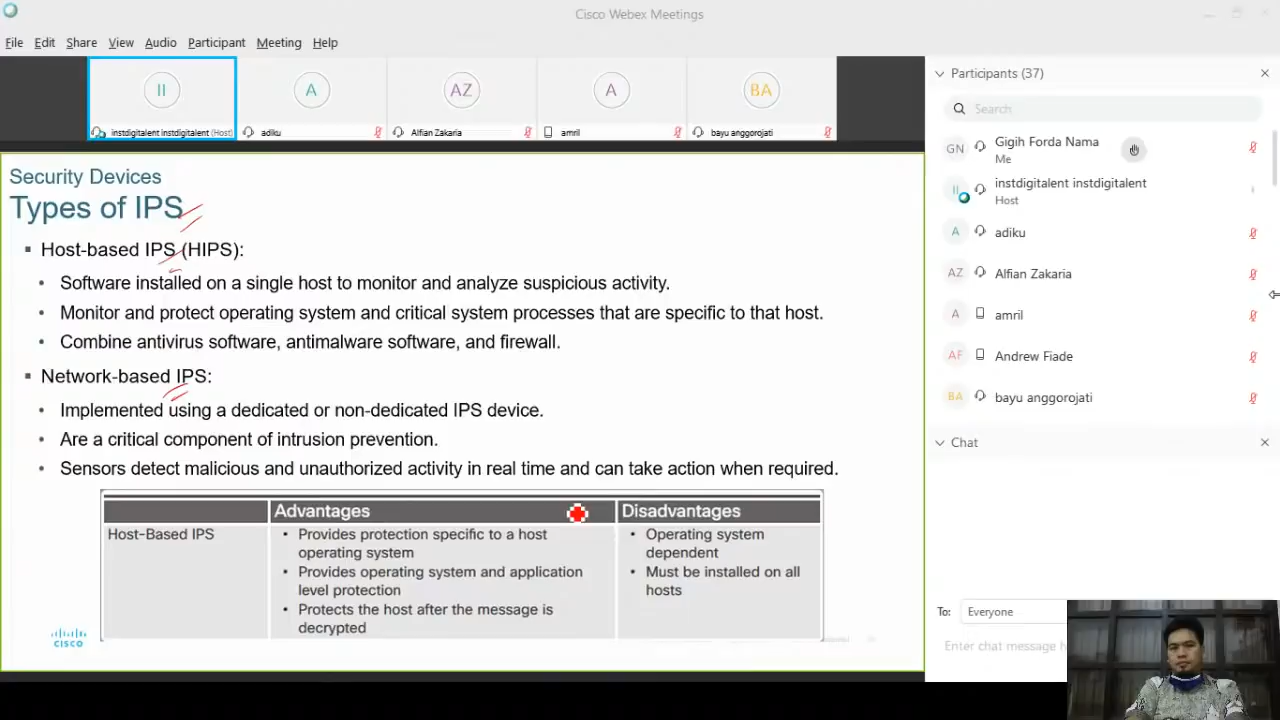 Cisco Webex Meetings
File Edit Share View Audio Participant Meeting Help
II A AZ A BA
instdigitalent instdigitalent (Host) adiku Alfian Zakaria amril bayu anggorojati
Security Devices
Types of IPS
▪ Host-based IPS (HIPS):
• Software installed on a single host to monitor and analyze suspicious activity.
• Monitor and protect operating system and critical system processes that are specific to that host.
• Combine antivirus software, antimalware software, and firewall.
▪ Network-based IPS:
• Implemented using a dedicated or non-dedicated IPS device.
• Are a critical component of intrusion prevention.
• Sensors detect malicious and unauthorized activity in real time and can take action when required.
Advantages Disadvantages
Host-Based IPS
• Provides protection specific to a host
operating system
• Provides operating system and application
level protection
• Protects the host after the message is
decrypted
• Operating system
dependent
• Must be installed on all
hosts
CISCO
Participants (37)
Search
GN Gigih Forda Nama
Me
II instdigitalent instdigitalent
Host
A adiku
AZ Alfian Zakaria
A amril
AF Andrew Fiade
BA bayu anggorojati
Chat
To: Everyone
Enter chat message h